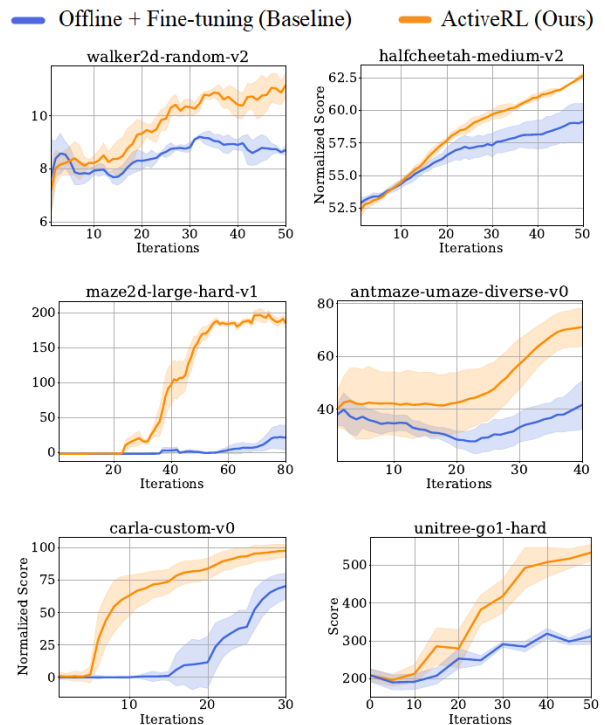 Offline + Fine-tuning (Baseline) ActiveRL (Ours)
walker2d-random-v2
10
8
6
10 20 30 40 50
Iterations
halfcheetah-medium-v2
Normalized Score
62.5
60.0
57.5
55.0
52.5
10 20 30 40 50
Iterations
maze2d-large-hard-v1
200
150
100
50
0
20 40 60 80
Iterations
antmaze-umaze-diverse-v0
80
60
40
10 20 30 40
Iterations
carla-custom-v0
Normalized Score
100
75
50
25
0
10 20 30
Iterations
unitree-go1-hard
Score
500
400
300
200
0 10 20 30 40 50
Iterations